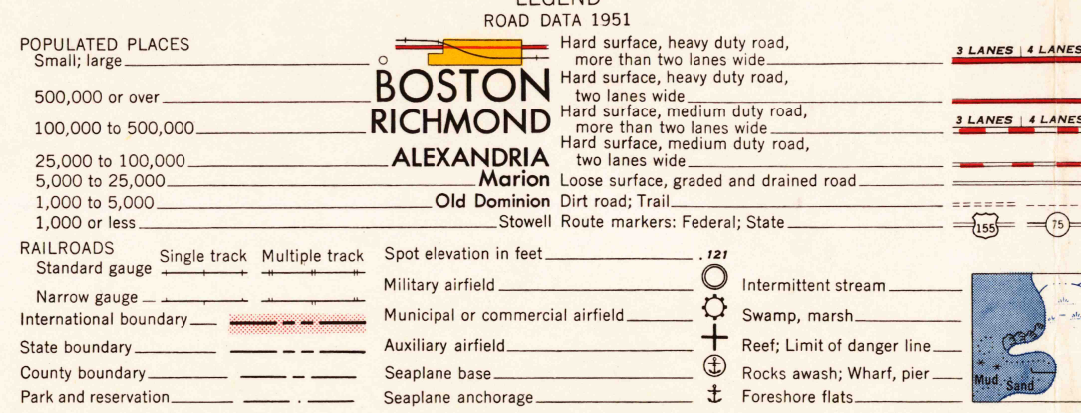 LEGEND
ROAD DATA 1951
POPULATED PLACES
Small; large
500,000 or over BOSTON
100,000 to 500,000 RICHMOND
25,000 to 100,000 ALEXANDRIA
5,000 to 25,000 Marion
1,000 to 5,000 Old Dominion
1,000 or less Stowell
Hard surface, heavy duty road,
more than two lanes wide 3 LANES | 4 LANES
Hard surface, heavy duty road,
two lanes wide
Hard surface, medium duty road,
more than two lanes wide 3 LANES | 4 LANES
Hard surface, medium duty road,
two lanes wide
Loose surface, graded and drained road
Dirt road; Trail
Route markers: Federal; State 155 75
RAILROADS
Single track Multiple track
Standard gauge
Narrow gauge
International boundary
State boundary
County boundary
Park and reservation
Spot elevation in feet .121
Military airfield
Municipal or commercial airfield
Auxiliary airfield
Seaplane base
Seaplane anchorage
Intermittent stream
Swamp, marsh
Reef; Limit of danger line
Rocks awash; Wharf, pier
Foreshore flats
Mud Sand